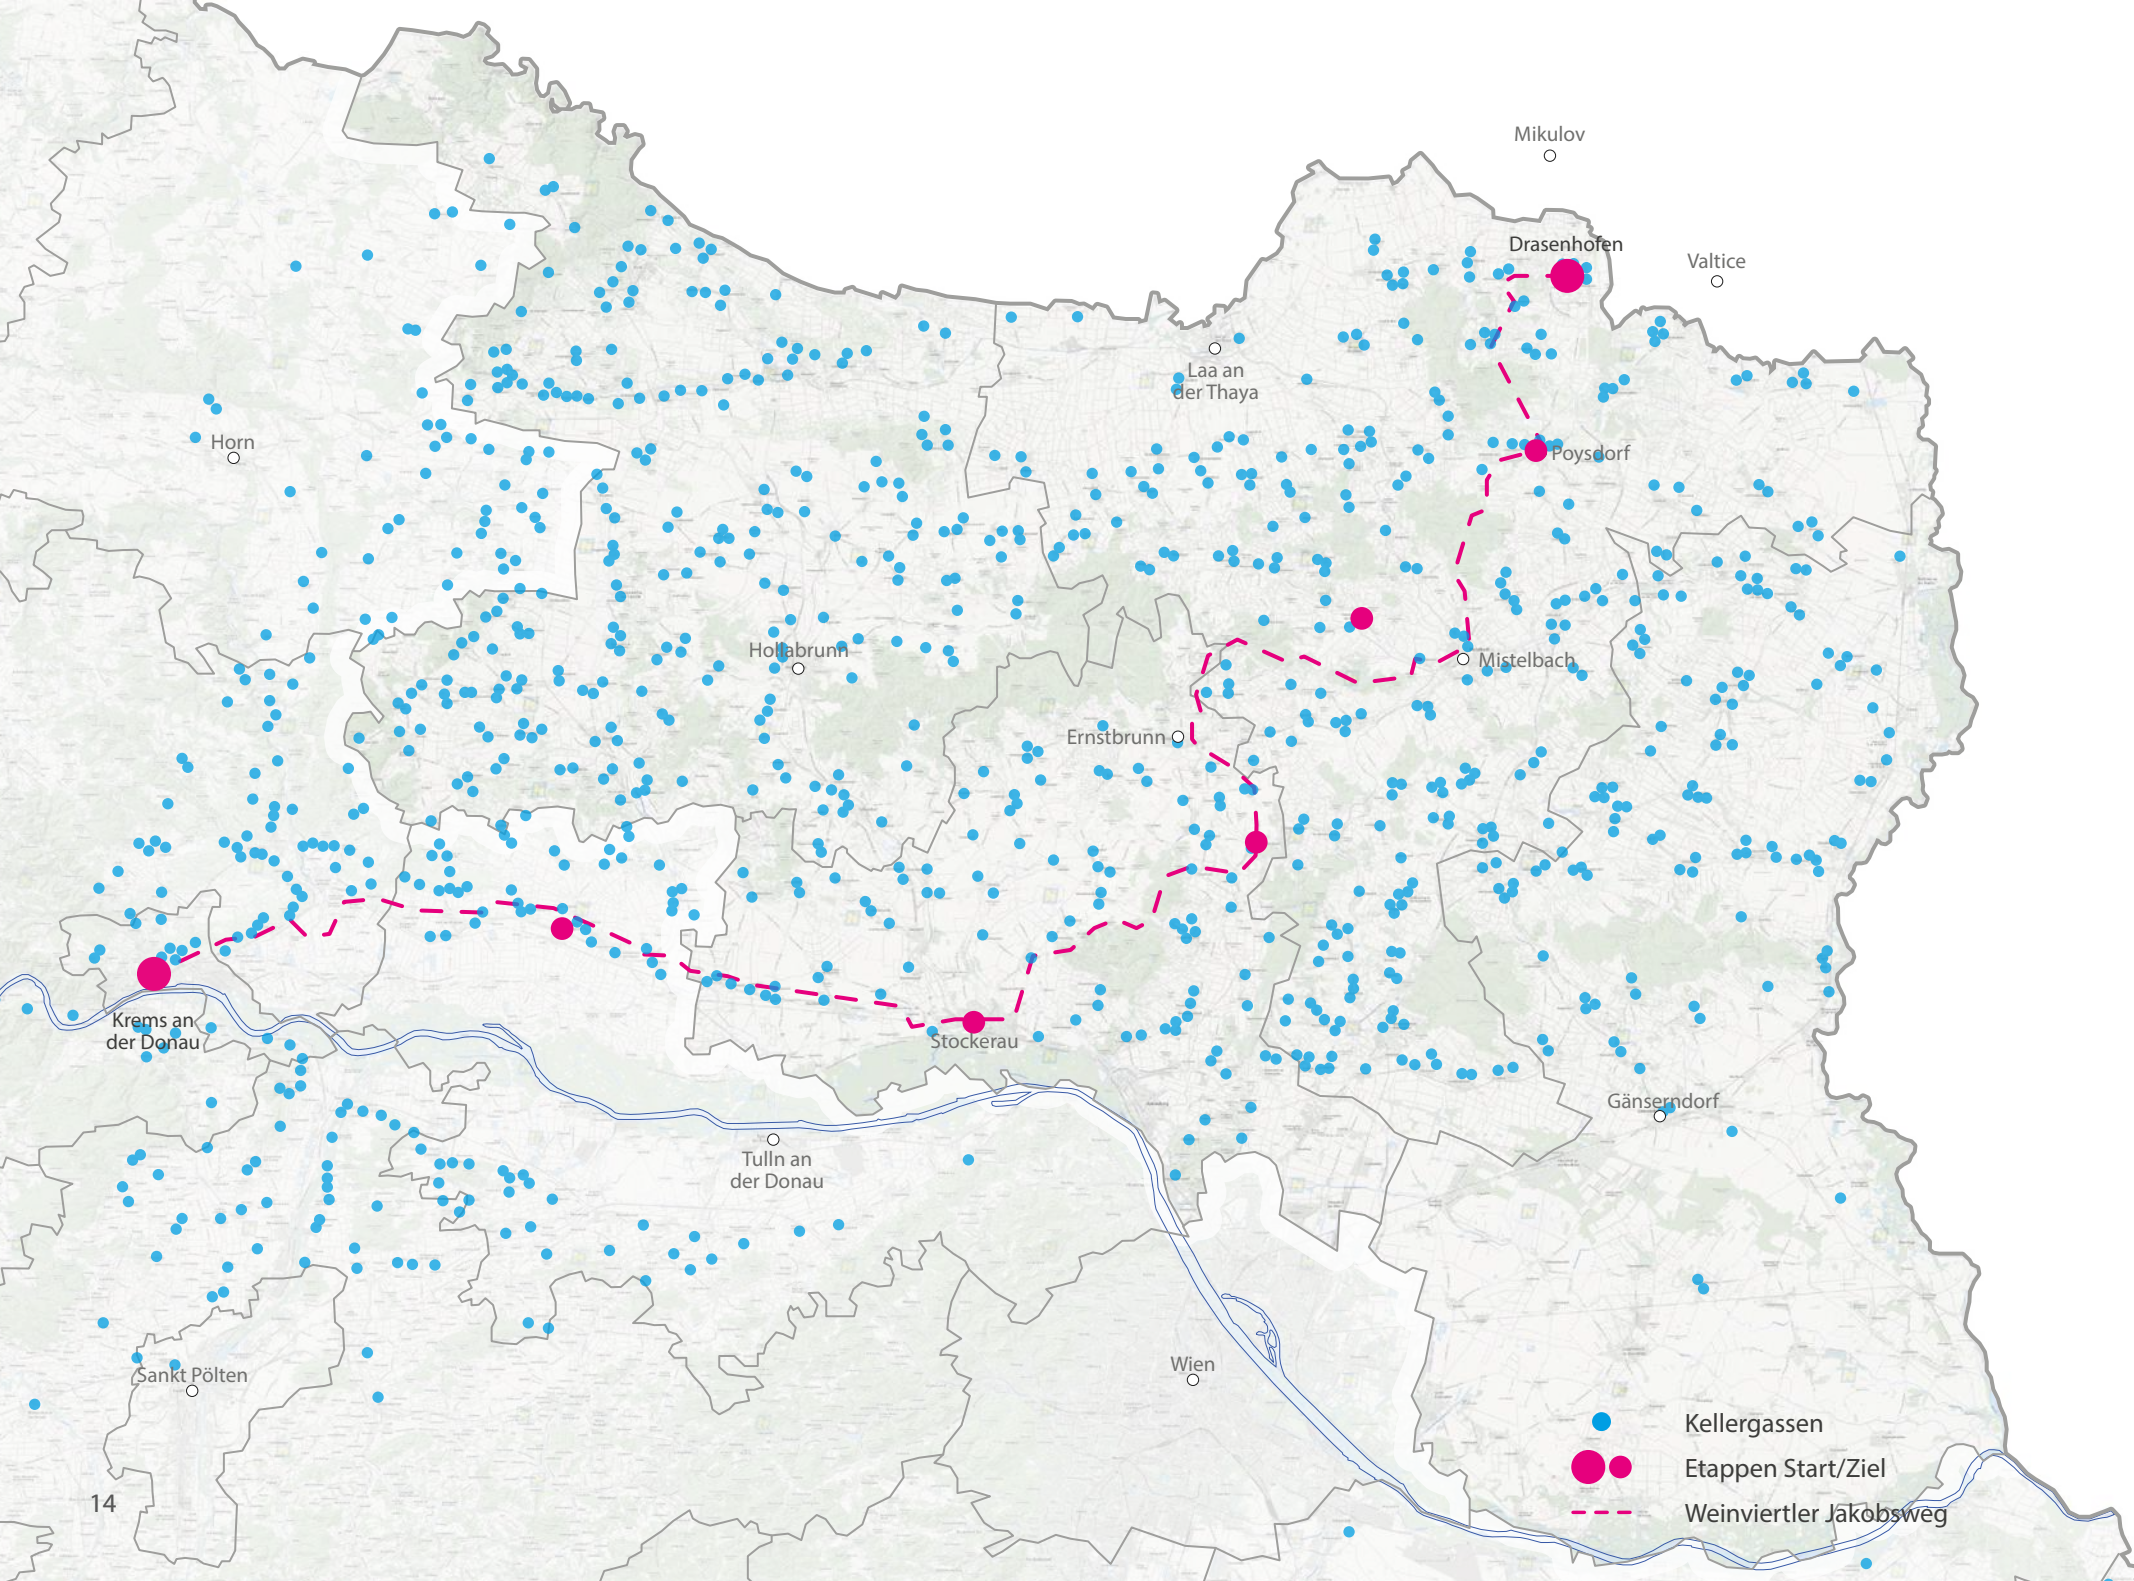 Mikulov
Drasenhofen
Valtice
Laa an
der Thaya
Horn
Poysdorf
Hollabrunn
Mistelbach
Ernstbrunn
Krems an
der Donau
Stockerau
Gänserndorf
Tulln an
der Donau
Wien
Sankt Pölten
Kellergassen
Etappen Start/Ziel
Weinviertler Jakobsweg
14